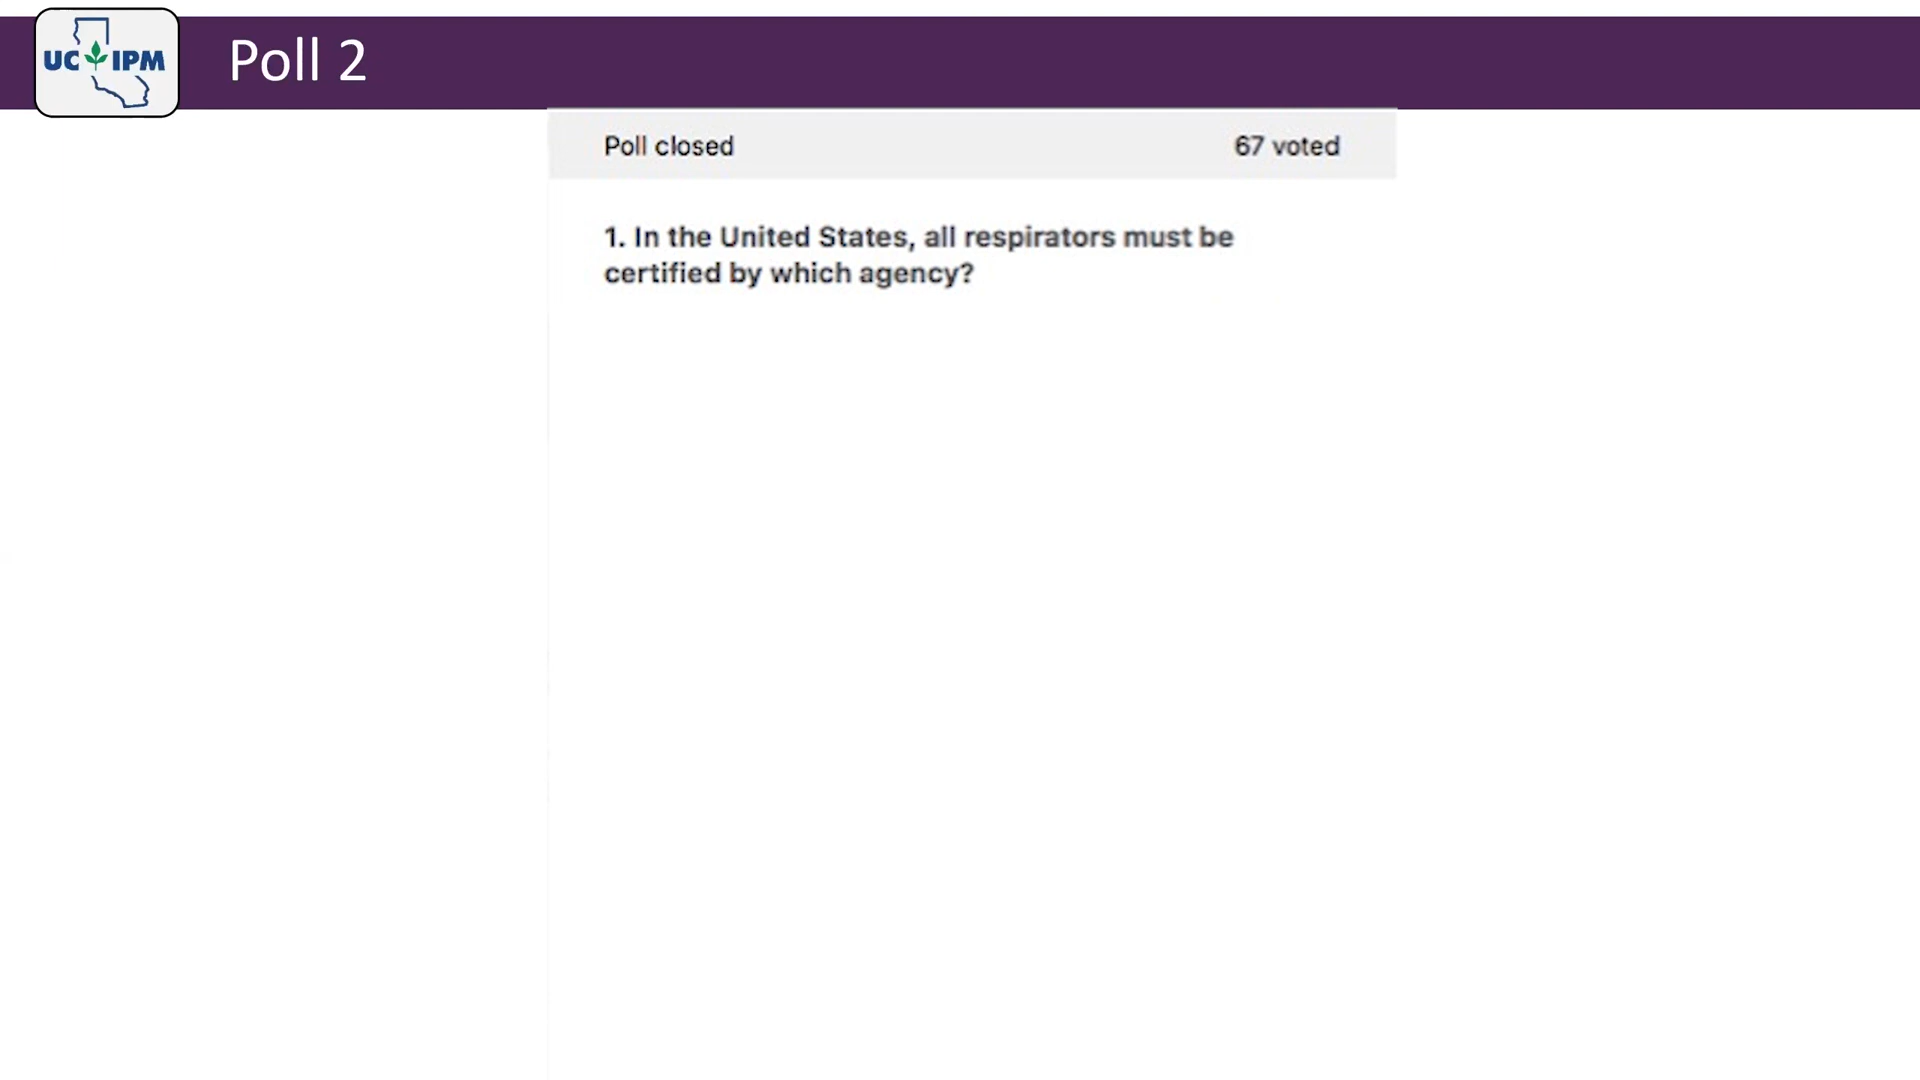 UC IPM
Poll 2
Poll closed 67 voted
1. In the United States, all respirators must be
certified by which agency?